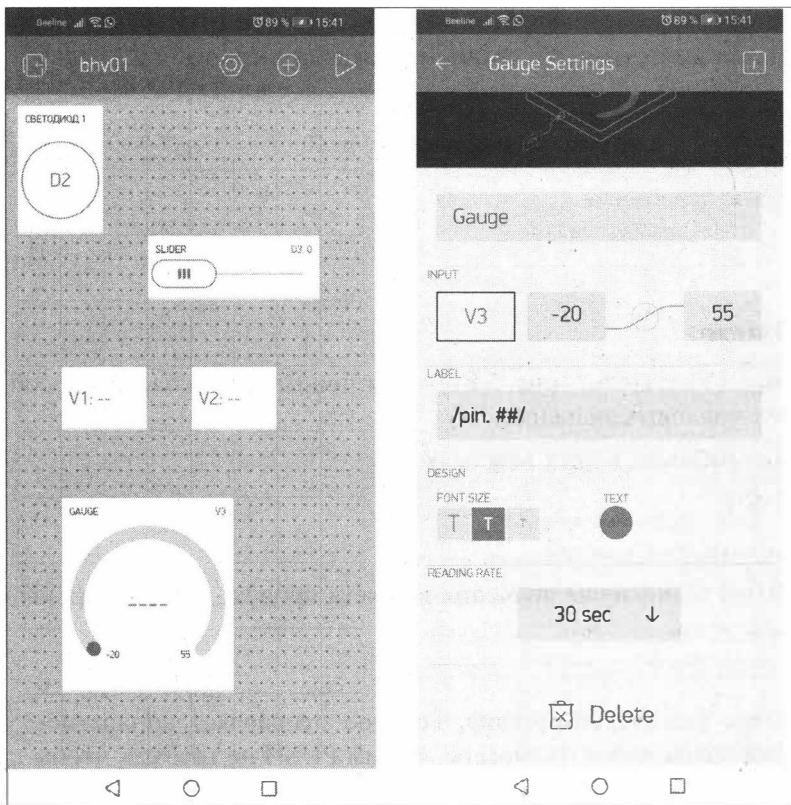 Beeline 89 % 15:41
bhv01
СВЕТОДИОД 1
D2
SLIDER D3 0
V1: --
V2: --
GAUGE V3
----
-20 55
Beeline 89 % 15:41
Gauge Settings
i
Gauge
INPUT
V3 -20 55
LABEL
/pin. ##/
DESIGN
FONT SIZE TEXT
T T T
READING RATE
30 sec ↓
Delete